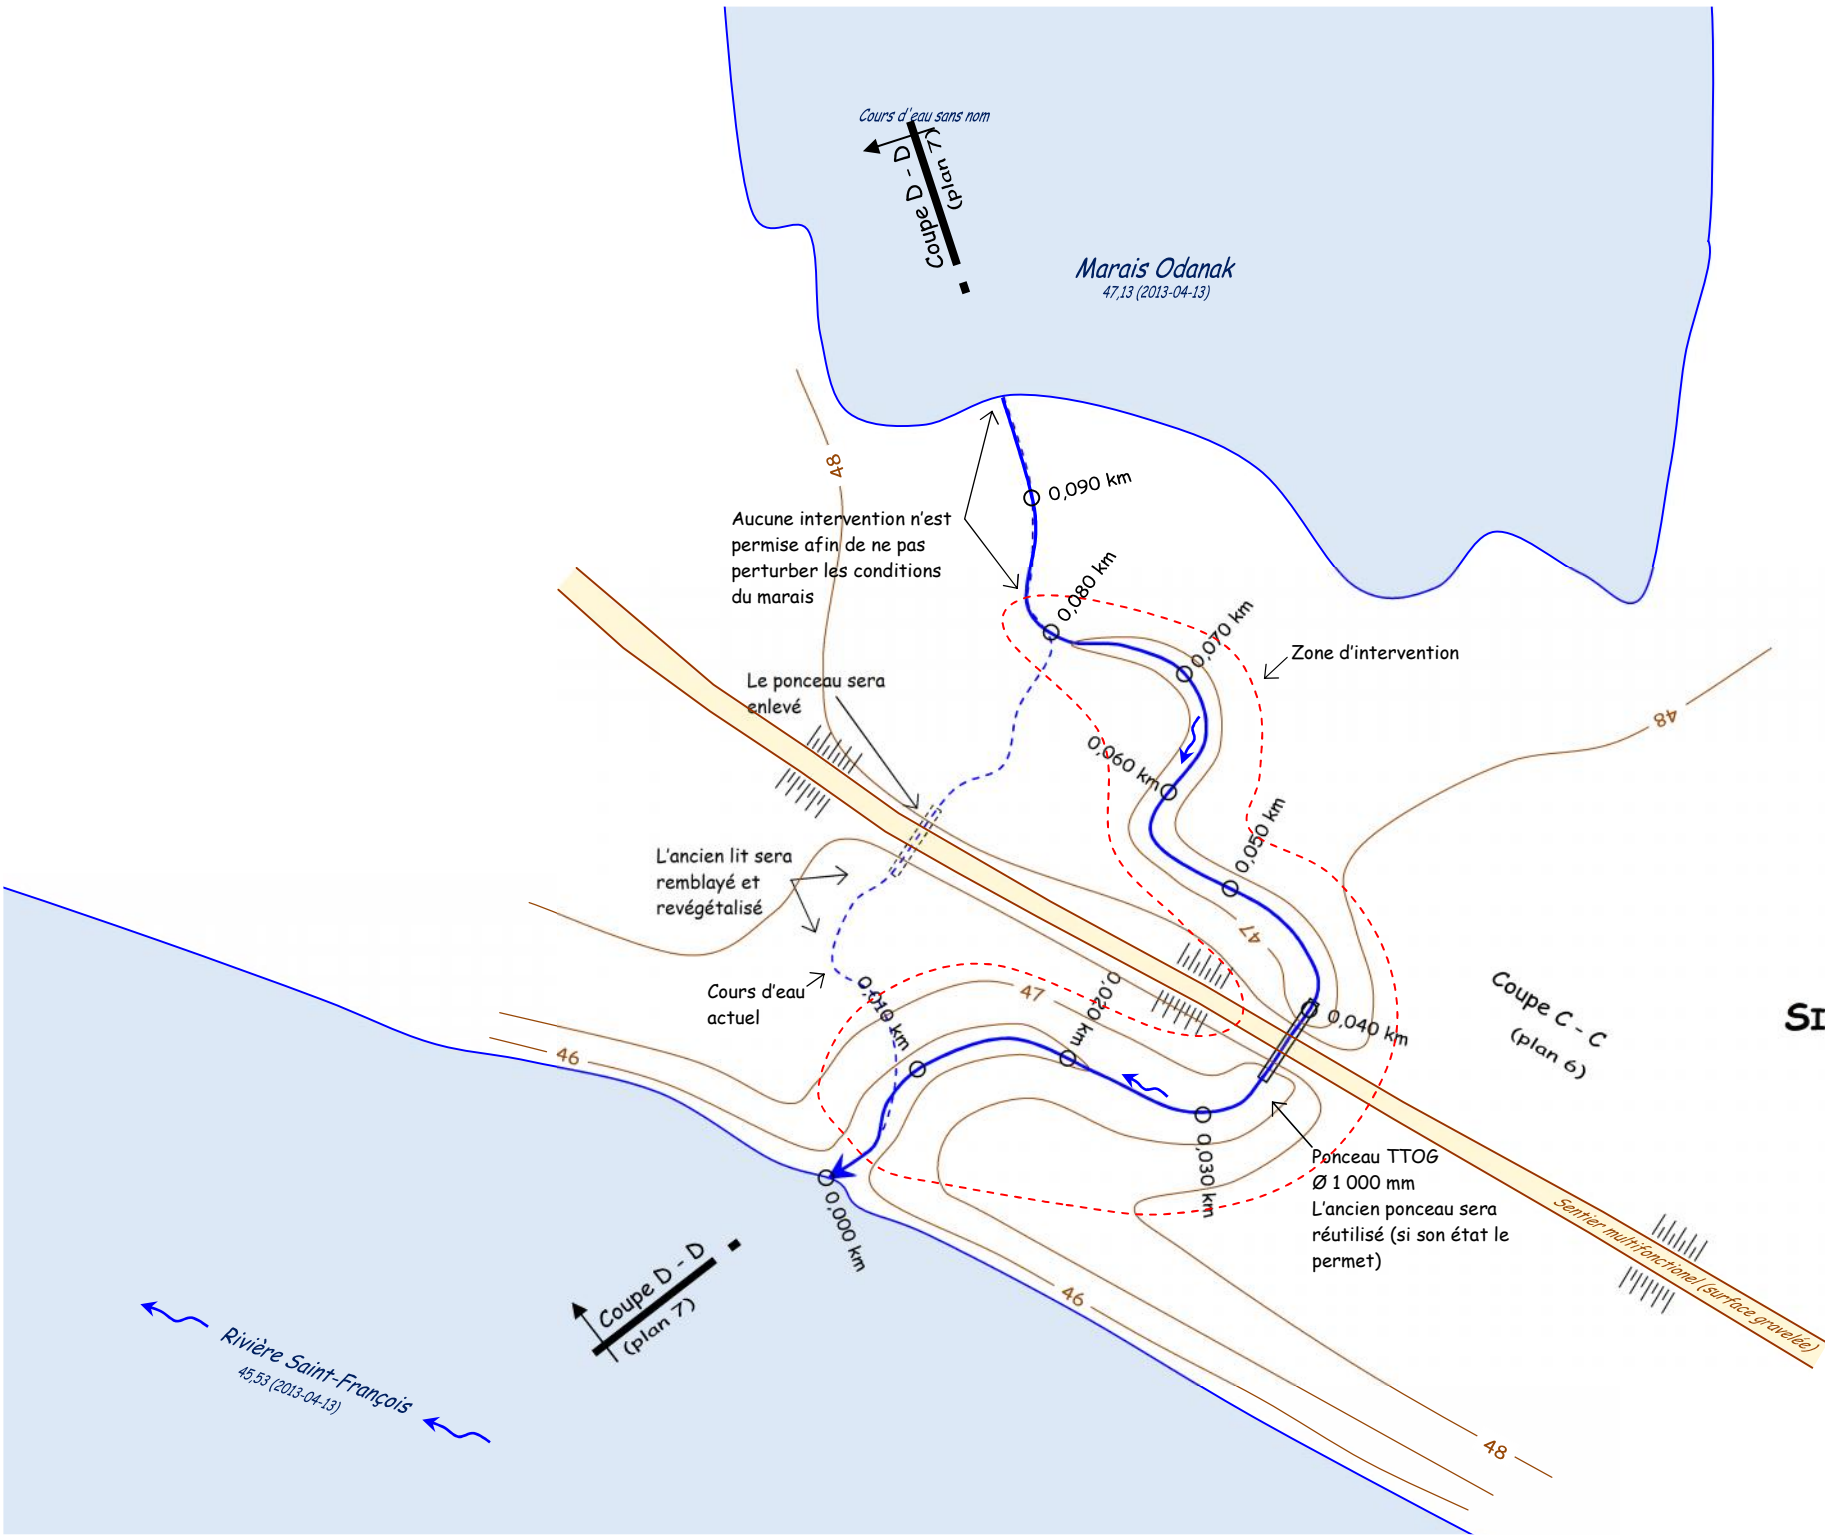 Cours d'eau sans nom
Coupe D - D
(plan 7)
Marais Odanak
47,13 (2013-04-13)
48
0,090 km
Aucune intervention n'est
permise afin de ne pas
perturber les conditions
du marais
0,080 km
0,070 km
Zone d'intervention
Le ponceau sera
enlevé
48
0,060 km
0,050 km
L'ancien lit sera
remblayé et
revégétalisé
47
Cours d'eau
actuel
0,010 km
47
0,020 km
0,040 km
Coupe C - C
(plan 6)
SI
46
0,030 km
Ponceau TTOG
Ø 1 000 mm
L'ancien ponceau sera
réutilisé (si son état le
permet)
0,000 km
Sentier multifonctionel (surface gravelée)
Coupe D - D
(plan 7)
46
Rivière Saint-François
45,53 (2013-04-13)
48